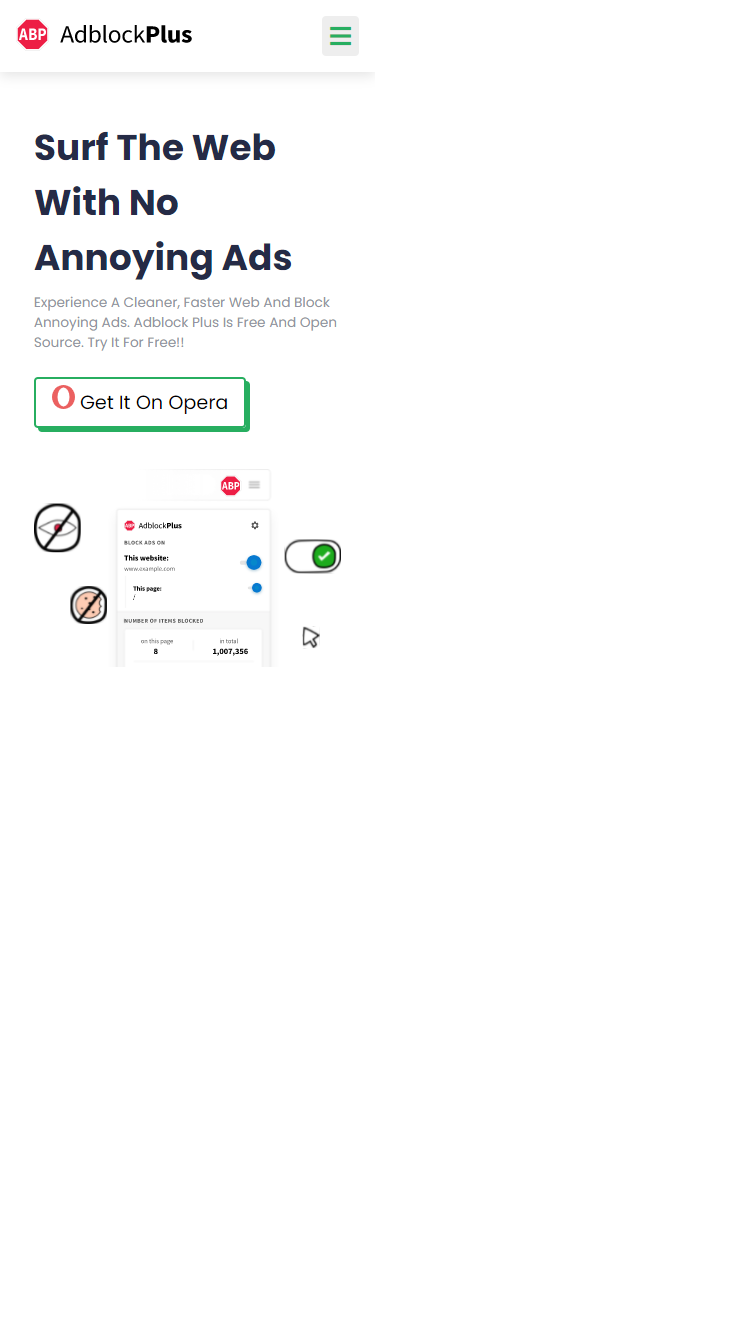 ABP AdblockPlus
Surf The Web
With No
Annoying Ads
Experience A Cleaner, Faster Web And Block
Annoying Ads. Adblock Plus Is Free And Open
Source. Try It For Free!!
Get It On Opera
ABP
ABP AdblockPlus
BLOCK ADS ON
This website:
www.example.com
This page:
/
NUMBER OF ITEMS BLOCKED
on this page in total
8 1,007,356